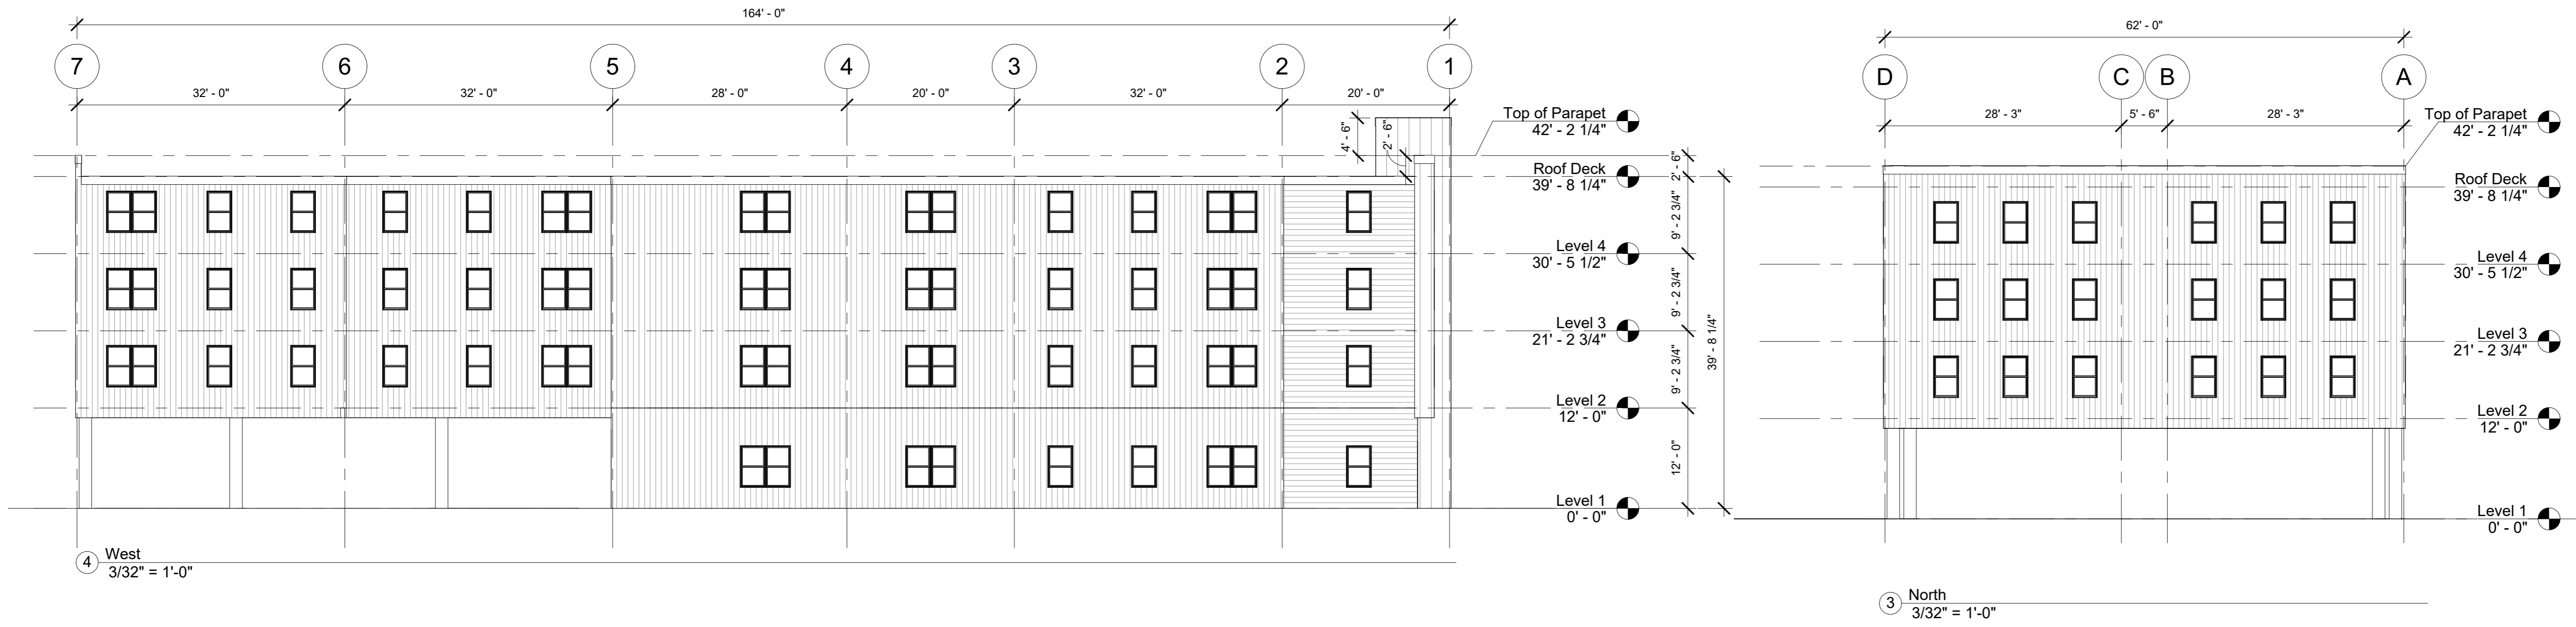 164' - 0"
7
6
5
4
3
2
1
32' - 0"
32' - 0"
28' - 0"
20' - 0"
32' - 0"
20' - 0"
4' - 6"
2' - 6"
Top of Parapet
42' - 2 1/4"
Roof Deck
39' - 8 1/4"
Level 4
30' - 5 1/2"
Level 3
21' - 2 3/4"
Level 2
12' - 0"
Level 1
0' - 0"
2' - 6"
9' - 2 3/4"
9' - 2 3/4"
9' - 2 3/4"
12' - 0"
39' - 8 1/4"
4
West
3/32" = 1'-0"
62' - 0"
D
C
B
A
28' - 3"
5' - 6"
28' - 3"
Top of Parapet
42' - 2 1/4"
Roof Deck
39' - 8 1/4"
Level 4
30' - 5 1/2"
Level 3
21' - 2 3/4"
Level 2
12' - 0"
Level 1
0' - 0"
3
North
3/32" = 1'-0"